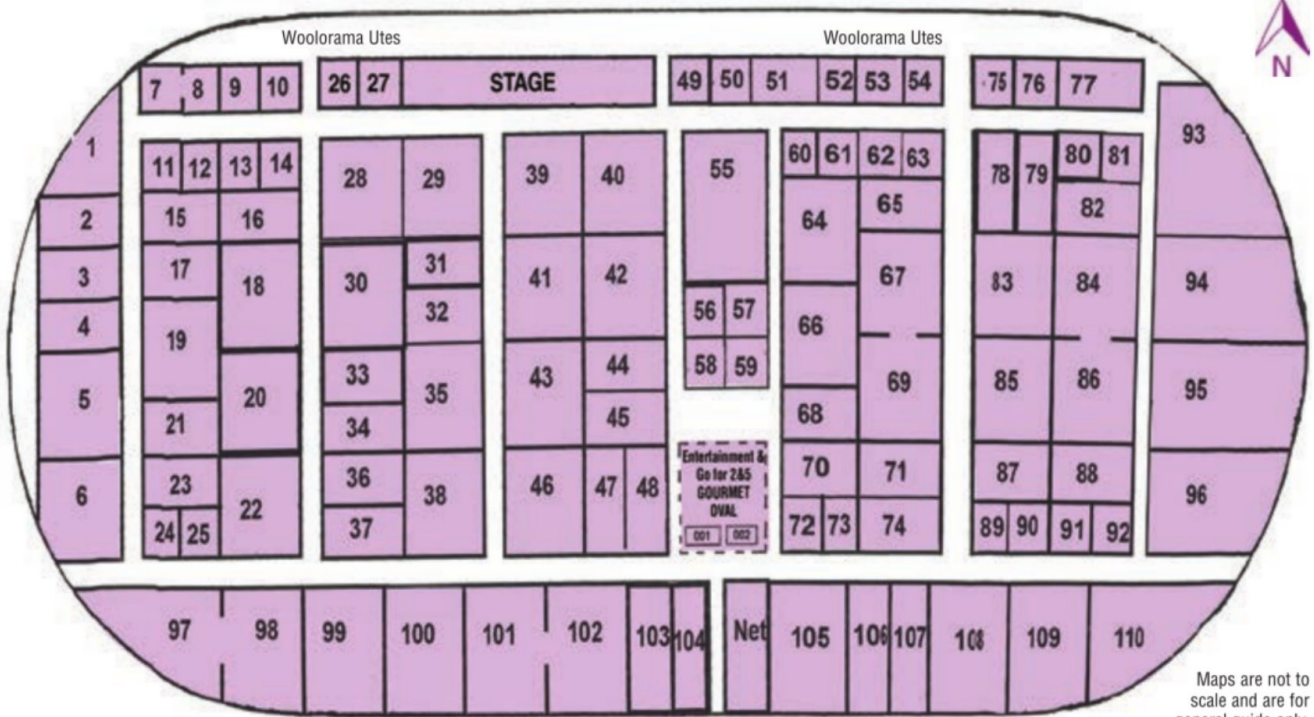 Woolorama Utes
Woolorama Utes
N
7 8 9 10
26 27 STAGE
49 50 51 52 53 54
75 76 77
1
2
3
4
5
6
11 12 13 14
15 16
17
18
19
20
21
22
23
24 25
28 29
30
31
32
33
34
35
36
37
38
39 40
41 42
43
44
45
46 47 48
55
56 57
58 59
Entertainment &
Go for 2&5
GOURMET
OVAL
001 002
60 61 62 63
64
65
66
67
68
69
70 71
72 73 74
78 79 80 81
82
83 84
85 86
87 88
89 90 91 92
93
94
95
96
97 98 99 100 101 102 103 104 Net 105 106 107 108 109 110
Maps are not to
scale and are for
general guide only